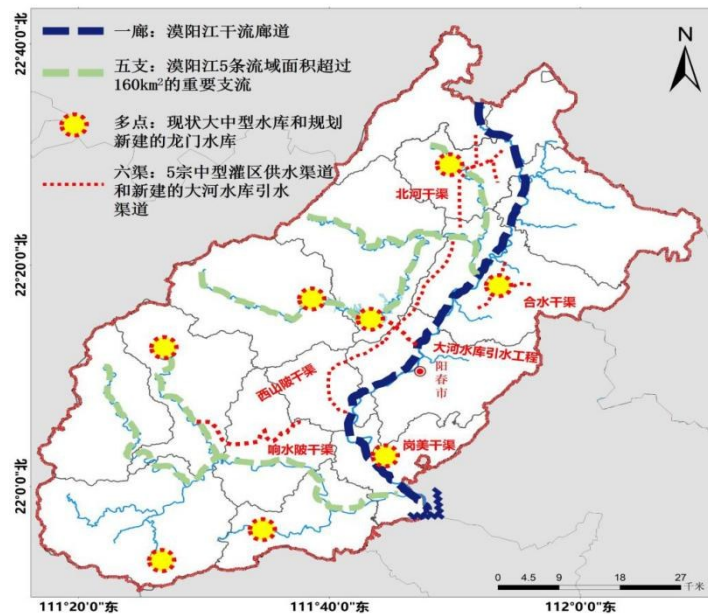 一廊：漠阳江干流廊道
五支：漠阳江5条流域面积超过
160km²的重要支流
多点：现状大中型水库和规划
新建的龙门水库
六渠：5宗中型灌区供水渠道
和新建的大河水库引水
渠道
N
北河干渠
合水干渠
大河水库引水工程
阳春市
西山陂干渠
响水陂干渠
岗美干渠
22°40'0"北
22°20'0"北
22°0'0"北
0 4.5 9 18 27
千米
111°20'0"东 111°40'0"东 112°0'0"东